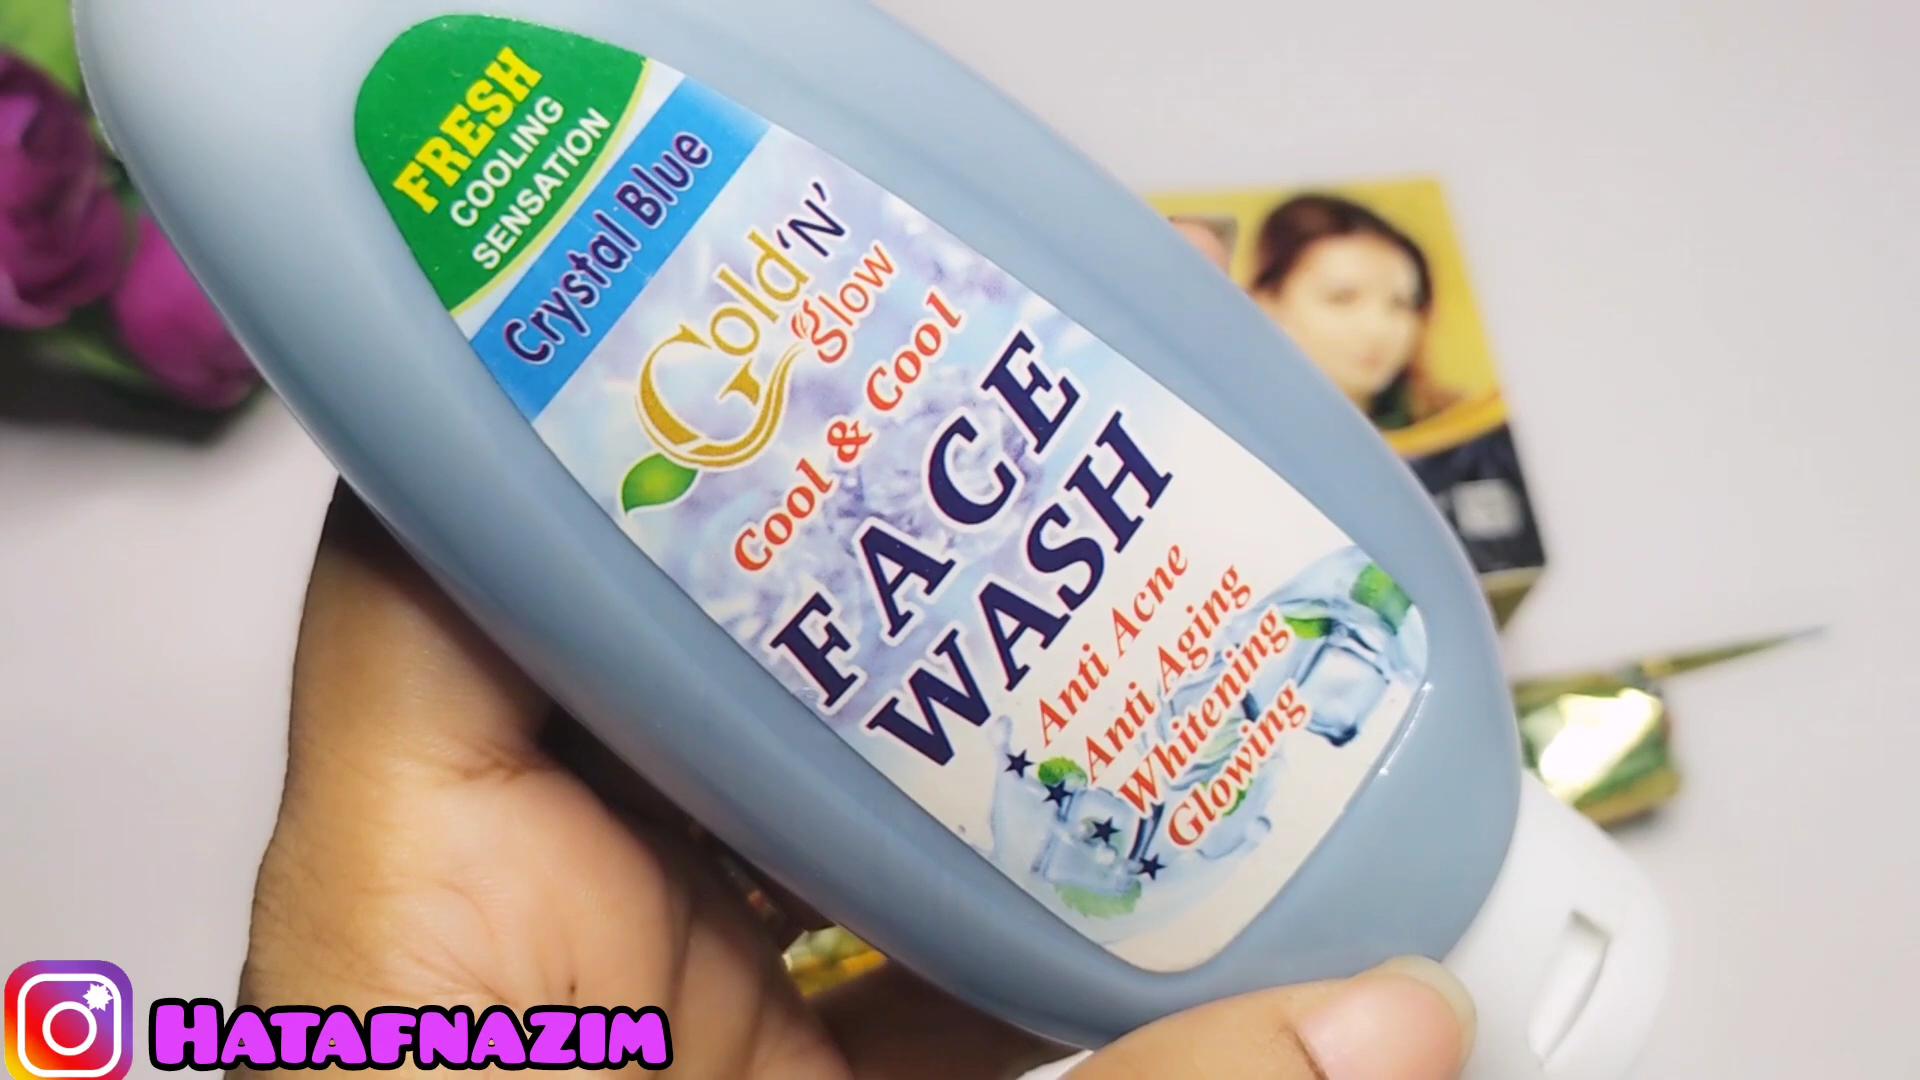 FRESH
COOLING
SENSATION
Crystal Blue
Gold 'N'
glow
Cool & Cool
FACE
WASH
Anti Acne
Anti Aging
Whitening
Glowing
HATAFNAZIM